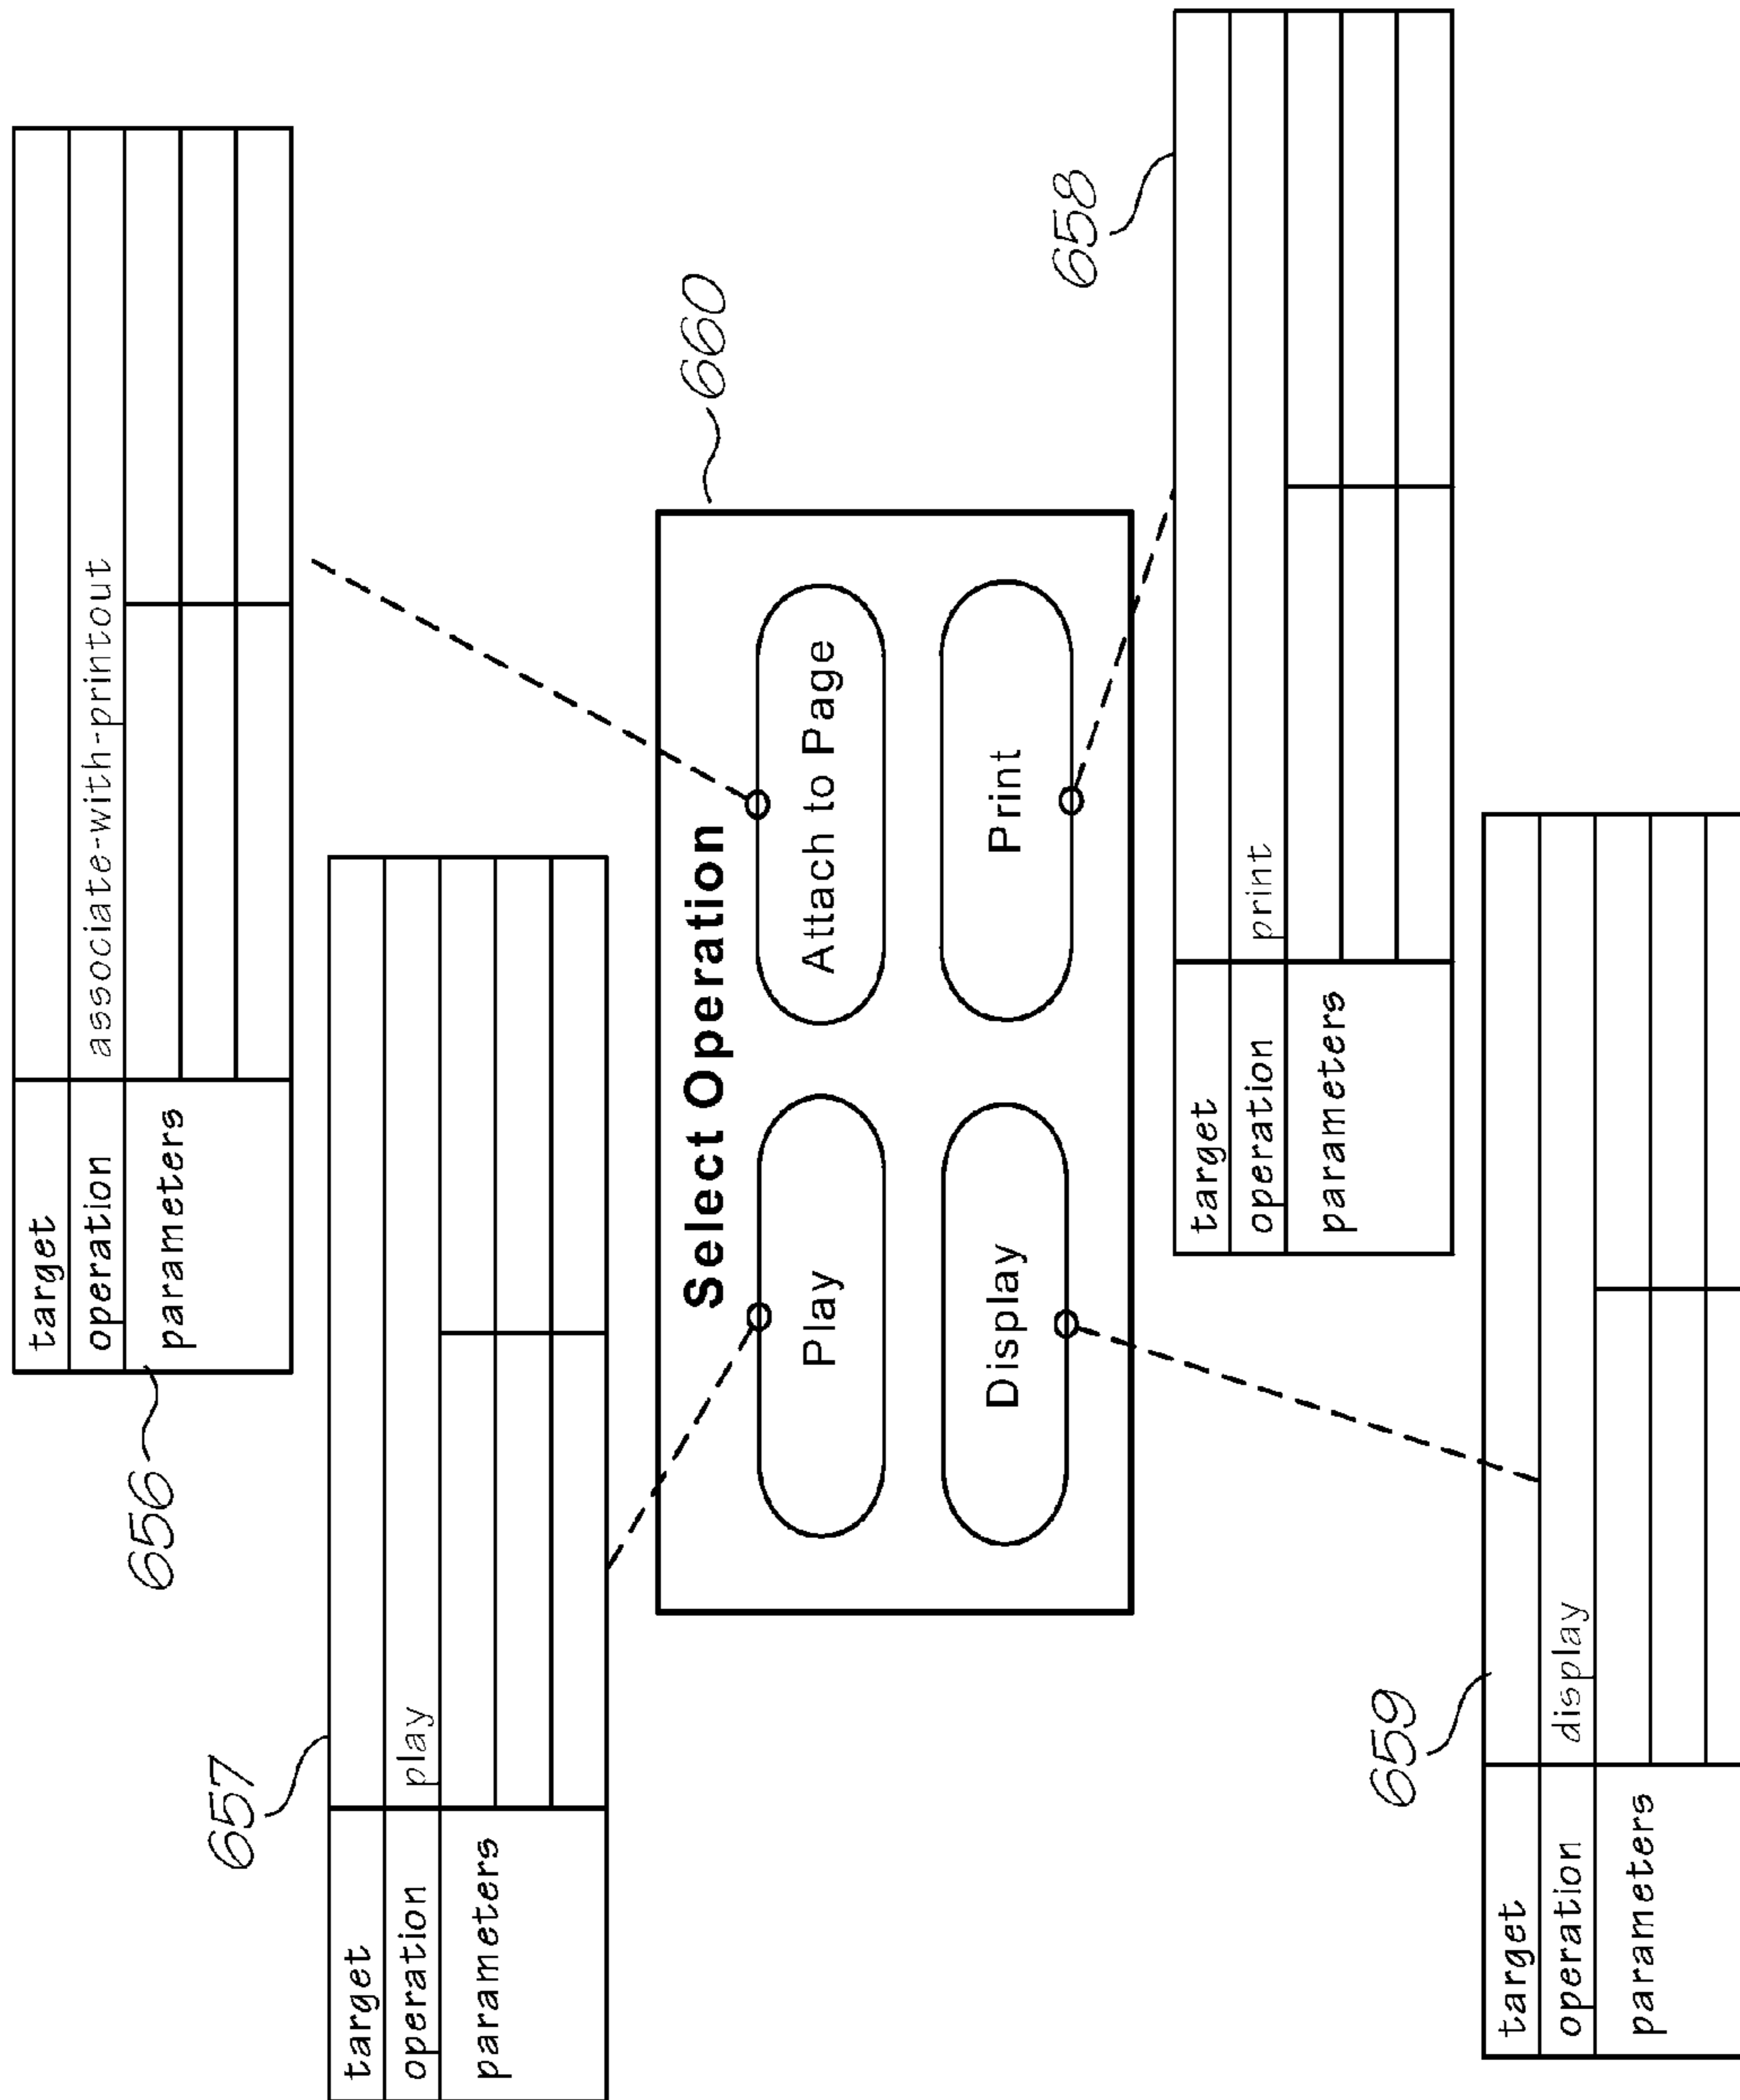 target
operation associate-with-printout
parameters
656
657
target
operation play
parameters
660
Select Operation
Play Attach to Page
Display Print
658
target
operation print
parameters
659
target
operation display
parameters